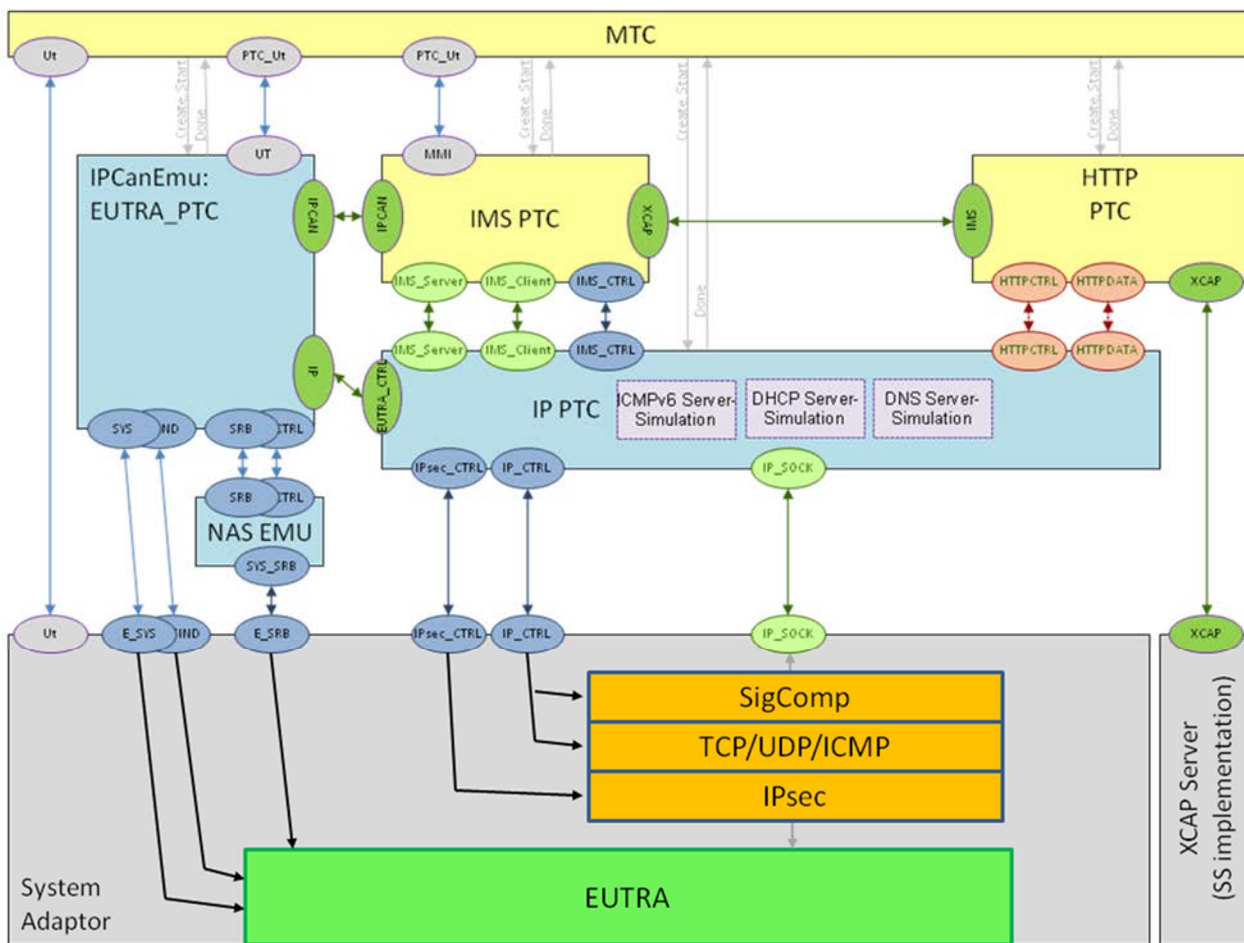 MTC
Ut
PTC_Ut
PTC_Ut
Create, Start
Done
Create, Start
Done
Create, Start
Done
Create, Start
Done
UT
MMI
IPCanEmu:
EUTRA_PTC
IPCAN
IPCAN
IMS PTC
XCAP
SMI
HTTP
PTC
IMS_Server
IMS_Client
IMS_CTRL
HTTPCTRL
HTTPDATA
XCAP
IMS_Server
IMS_Client
IMS_CTRL
HTTPCTRL
HTTPDATA
IP
EUTRA_CTRL
IP PTC
ICMPv6 Server-
Simulation
DHCP Server-
Simulation
DNS Server-
Simulation
SYS
IND
SRB
CTRL
IPsec_CTRL
IP_CTRL
IP_SOCK
SRB
CTRL
NAS EMU
SYS_SRB
Ut
E_SYS
SIND
E_SRB
IPsec_CTRL
IP_CTRL
IP_SOCK
XCAP
SigComp
TCP/UDP/ICMP
IPsec
EUTRA
System
Adaptor
XCAP Server
(SS implementation)